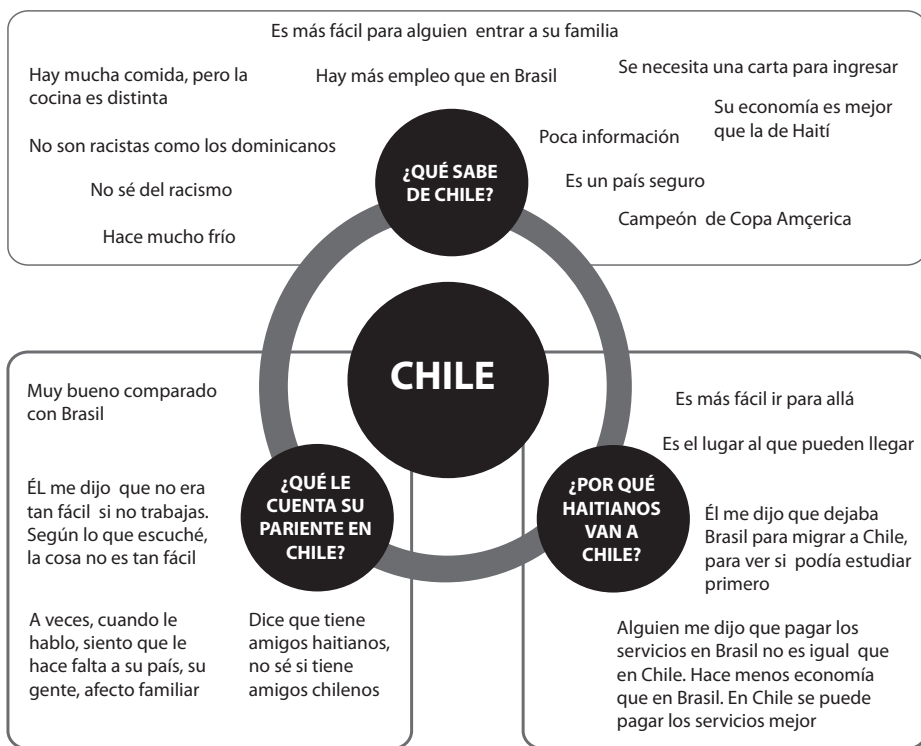 Es más fácil para alguien entrar a su familia
Hay mucha comida, pero la
cocina es distinta
Hay más empleo que en Brasil
Se necesita una carta para ingresar
Su economía es mejor
que la de Haití
No son racistas como los dominicanos
Poca información
¿QUÉ SABE
DE CHILE?
No sé del racismo
Es un país seguro
Hace mucho frío
Campeón de Copa Amçerica
CHILE
Muy bueno comparado
con Brasil
ÉL me dijo que no era
tan fácil si no trabajas.
Según lo que escuché,
la cosa no es tan fácil
¿QUÉ LE
CUENTA SU
PARIENTE EN
CHILE?
A veces, cuando le
hablo, siento que le
hace falta a su país, su
gente, afecto familiar
Dice que tiene
amigos haitianos,
no sé si tiene
amigos chilenos
Es más fácil ir para allá
Es el lugar al que pueden llegar
¿POR QUÉ
HAITIANOS
VAN A
CHILE?
Él me dijo que dejaba
Brasil para migrar a Chile,
para ver si podía estudiar
primero
Alguien me dijo que pagar los
servicios en Brasil no es igual que
en Chile. Hace menos economía
que en Brasil. En Chile se puede
pagar los servicios mejor